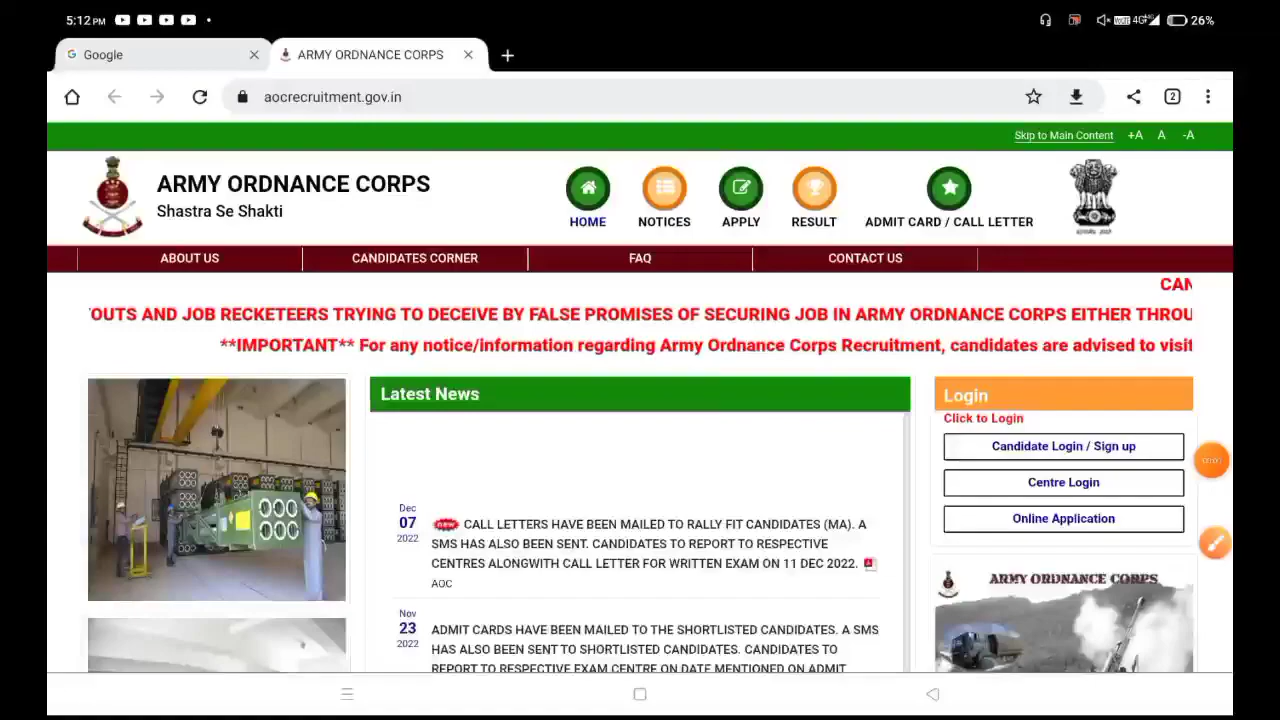 5:12 PM
26%
Google
ARMY ORDNANCE CORPS
aocrecruitment.gov.in
2
Skip to Main Content +A A -A
ARMY ORDNANCE CORPS
Shastra Se Shakti
HOME NOTICES APPLY RESULT ADMIT CARD / CALL LETTER
ABOUT US CANDIDATES CORNER FAQ CONTACT US
CAN
OUTS AND JOB RECKETEERS TRYING TO DECEIVE BY FALSE PROMISES OF SECURING JOB IN ARMY ORDNANCE CORPS EITHER THROU
**IMPORTANT** For any notice/information regarding Army Ordnance Corps Recruitment, candidates are advised to visit
Latest News
Dec
07
2022
new CALL LETTERS HAVE BEEN MAILED TO RALLY FIT CANDIDATES (MA). A
SMS HAS ALSO BEEN SENT. CANDIDATES TO REPORT TO RESPECTIVE
CENTRES ALONGWITH CALL LETTER FOR WRITTEN EXAM ON 11 DEC 2022.
AOC
Nov
23
2022
ADMIT CARDS HAVE BEEN MAILED TO THE SHORTLISTED CANDIDATES. A SMS
HAS ALSO BEEN SENT TO SHORTLISTED CANDIDATES. CANDIDATES TO
REPORT TO RESPECTIVE EXAM CENTRE ON DATE MENTIONED ON ADMIT
Login
Click to Login
Candidate Login / Sign up
Centre Login
Online Application
ARMY ORDNANCE CORPS